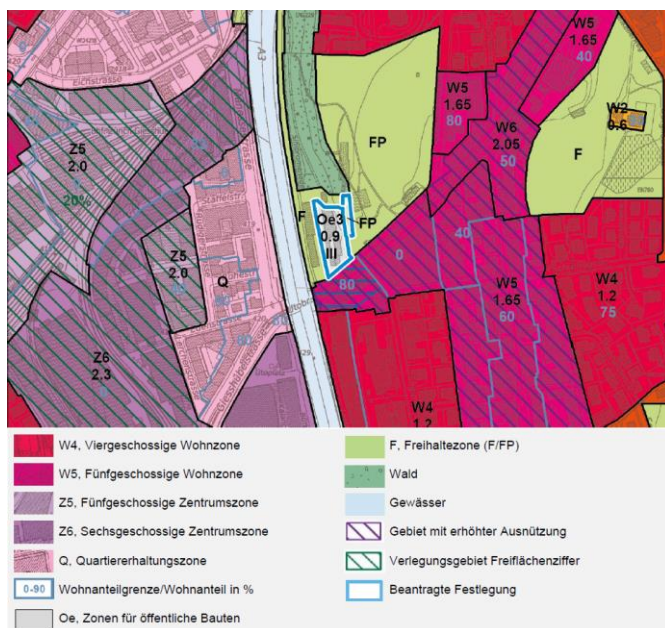 W5
1.65
40
A3
Eichstrasse
W5
1.65
80
W2
0.6
FP
Z5
2.0
20%
W6
2.05
50
F
F
Oe3
0.9
III
FP
Z5
2.0
Q
40
0
80
W5
1.65
60
W4
1.2
75
Z6
2.3
W4
1.2
W4, Viergeschossige Wohnzone
W5, Fünfgeschossige Wohnzone
Z5, Fünfgeschossige Zentrumszone
Z6, Sechsgeschossige Zentrumszone
Q, Quartiererhaltungszone
0-90 Wohnanteilgrenze/Wohnanteil in %
Oe, Zonen für öffentliche Bauten
F, Freihaltezone (F/FP)
Wald
Gewässer
Gebiet mit erhöhter Ausnützung
Verlegungsgebiet Freiflächenziffer
Beantragte Festlegung